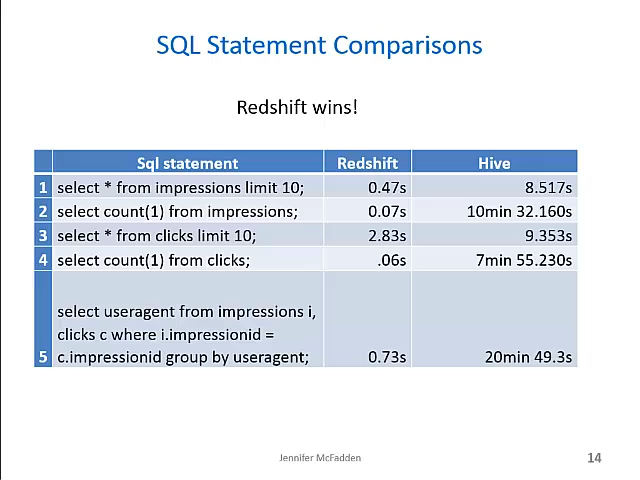 SQL Statement Comparisons
Redshift wins!
Sql statement Redshift Hive
1 select * from impressions limit 10; 0.47s 8.517s
2 select count(1) from impressions; 0.07s 10min 32.160s
3 select * from clicks limit 10; 2.83s 9.353s
4 select count(1) from clicks; .06s 7min 55.230s
select useragent from impressions i,
clicks c where i.impressionid =
5 c.impressionid group by useragent; 0.73s 20min 49.3s
Jennifer McFadden 14